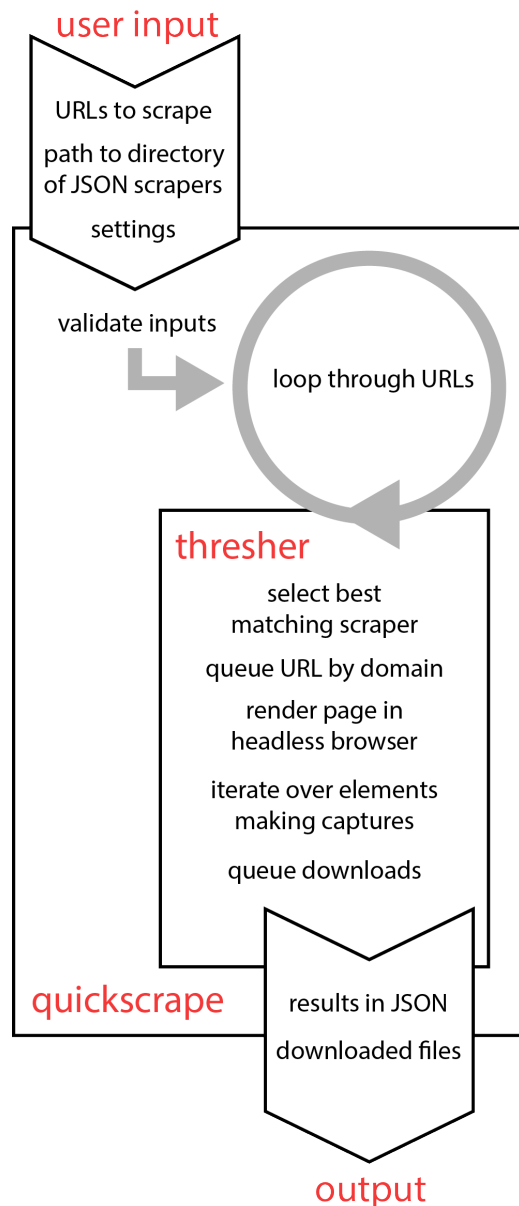 user input
URLs to scrape
path to directory
of JSON scrapers
settings
validate inputs
loop through URLs
thresher
select best
matching scraper
queue URL by domain
render page in
headless browser
iterate over elements
making captures
queue downloads
quickscrape
results in JSON
downloaded files
output